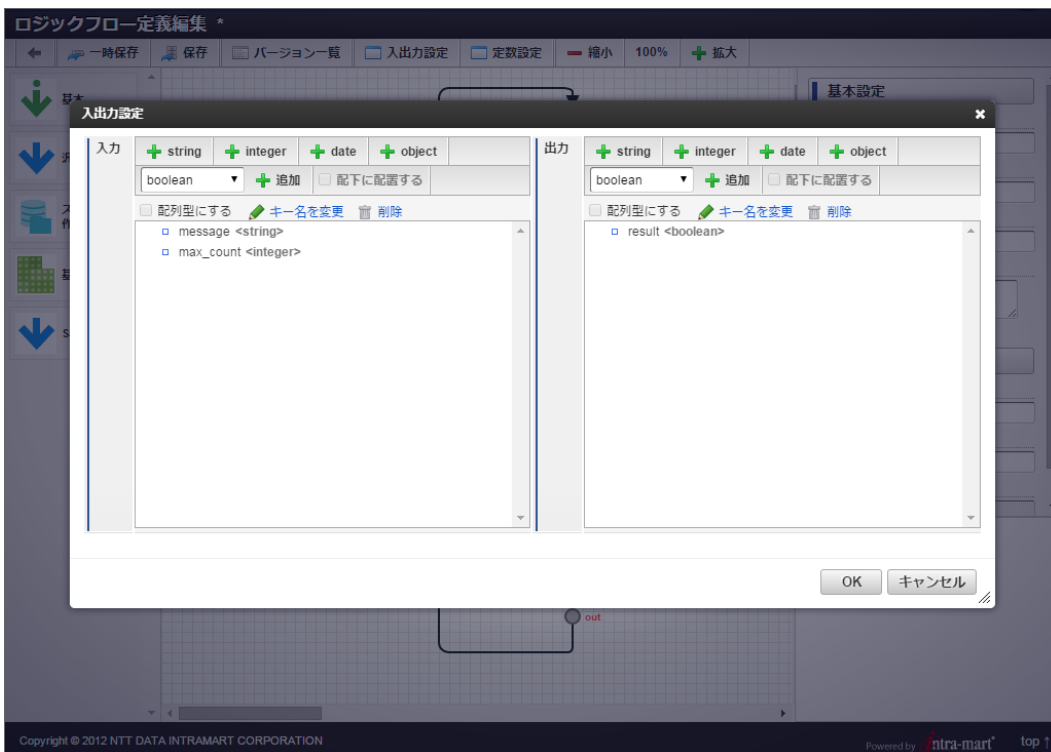 ロジックフロー定義編集 *
一時保存 保存 バージョン一覧 入出力設定 定数設定 縮小 100% 拡大
基本設定
入出力設定
入力 string integer date object
boolean 追加 配下に配置する
配列型にする キー名を変更 削除
message <string>
max_count <integer>
出力 string integer date object
boolean 追加 配下に配置する
配列型にする キー名を変更 削除
result <boolean>
OK キャンセル
out
Copyright © 2012 NTT DATA INTRAMART CORPORATION
Powered by intra-mart top ↑